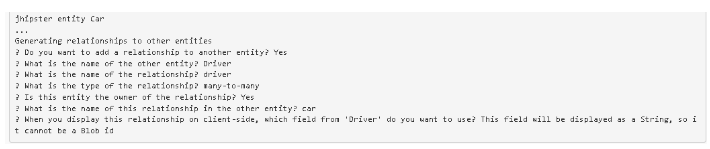 jhipster entity Car
...
Generating relationships to other entities
? Do you want to add a relationship to another entity? Yes
? What is the name of the other entity? Driver
? What is the name of the relationship? driver
? What is the type of the relationship? many-to-many
? Is this entity the owner of the relationship? Yes
? What is the name of this relationship in the other entity? car
? When you display this relationship on client-side, which field from 'Driver' do you want to use? This field will be displayed as a String, so i
t cannot be a Blob id